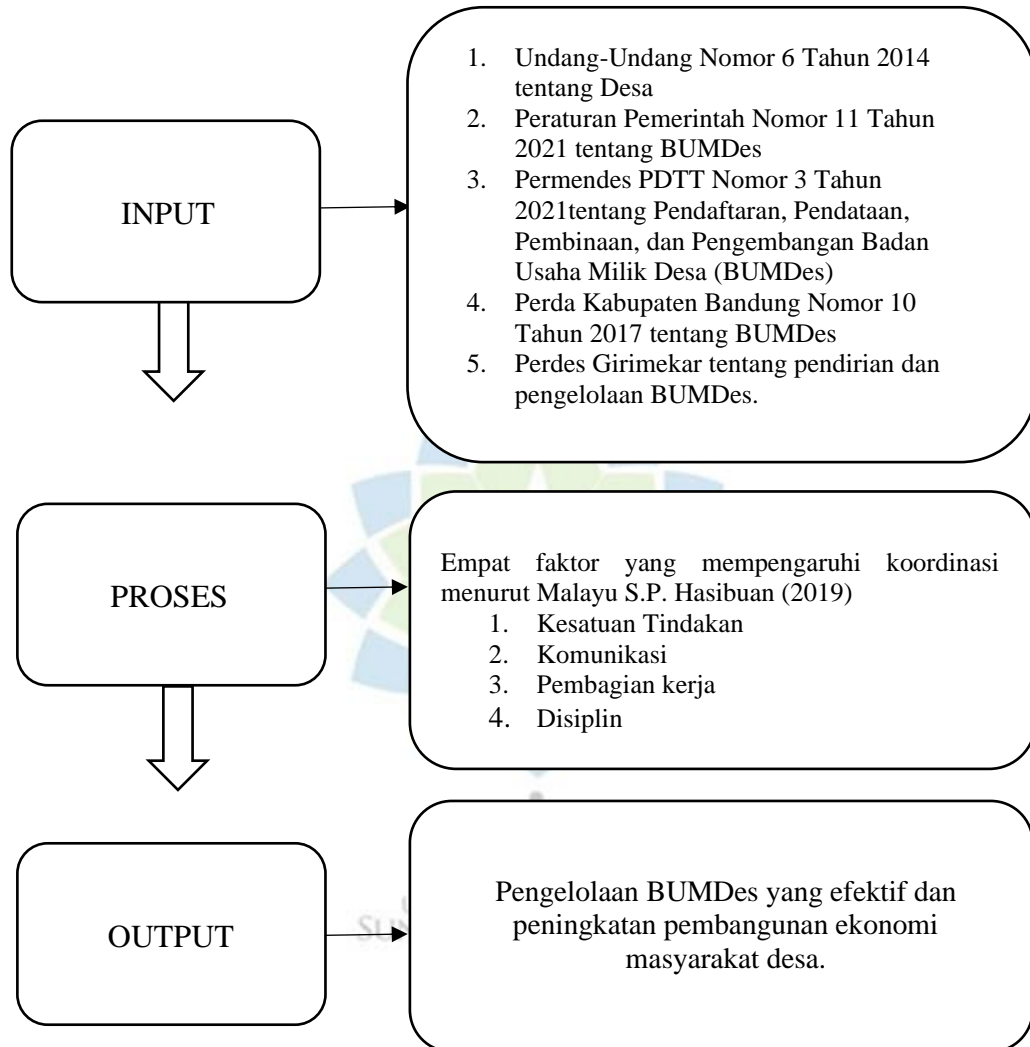 INPUT
1. Undang-Undang Nomor 6 Tahun 2014
tentang Desa
2. Peraturan Pemerintah Nomor 11 Tahun
2021 tentang BUMDes
3. Permendes PDTT Nomor 3 Tahun
2021tentang Pendaftaran, Pendataan,
Pembinaan, dan Pengembangan Badan
Usaha Milik Desa (BUMDes)
4. Perda Kabupaten Bandung Nomor 10
Tahun 2017 tentang BUMDes
5. Perdes Girimekar tentang pendirian dan
pengelolaan BUMDes.
PROSES
Empat faktor yang mempengaruhi koordinasi
menurut Malayu S.P. Hasibuan (2019)
1. Kesatuan Tindakan
2. Komunikasi
3. Pembagian kerja
4. Disiplin
OUTPUT
Pengelolaan BUMDes yang efektif dan
peningkatan pembangunan ekonomi
masyarakat desa.